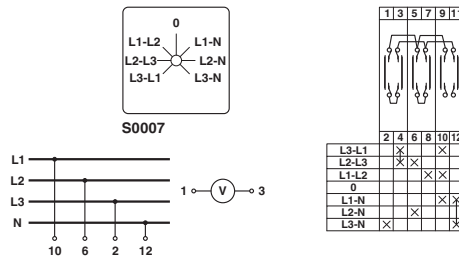 0
L1-L2 L1-N
L2-L3 L2-N
L3-L1 L3-N
S0007
L1
L2
L3
N
10 6 2 12
1 V 3
1 3 5 7 9 11
2 4 6 8 10 12
L3-L1
L2-L3
L1-L2
0
L1-N
L2-N
L3-N